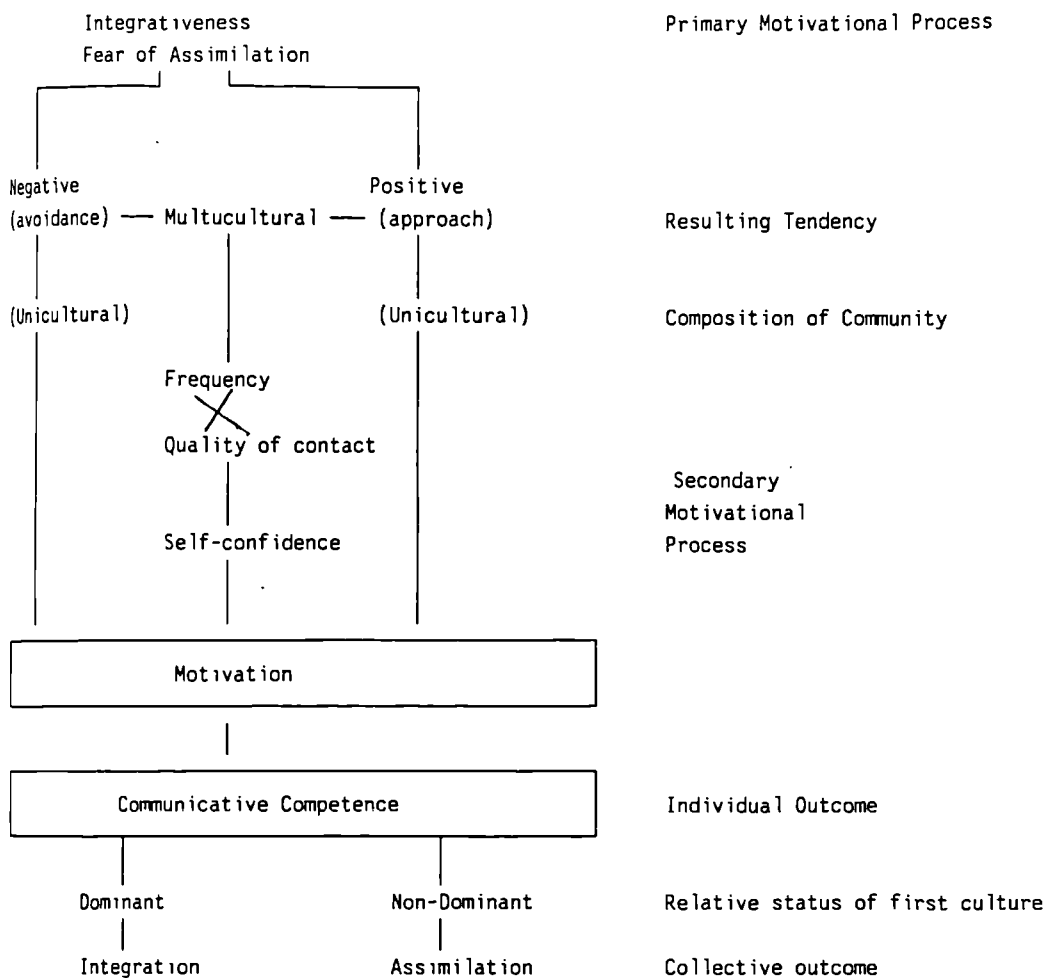 Integrativeness Primary Motivational Process
Fear of Assimilation
Negative Positive
(avoidance) — Multucultural — (approach) Resulting Tendency
(Unicultural) (Unicultural) Composition of Community
Frequency
Quality of contact
Secondary
Motivational
Self-confidence Process
Motivation
Communicative Competence Individual Outcome
Dominant Non-Dominant Relative status of first culture
Integration Assimilation Collective outcome